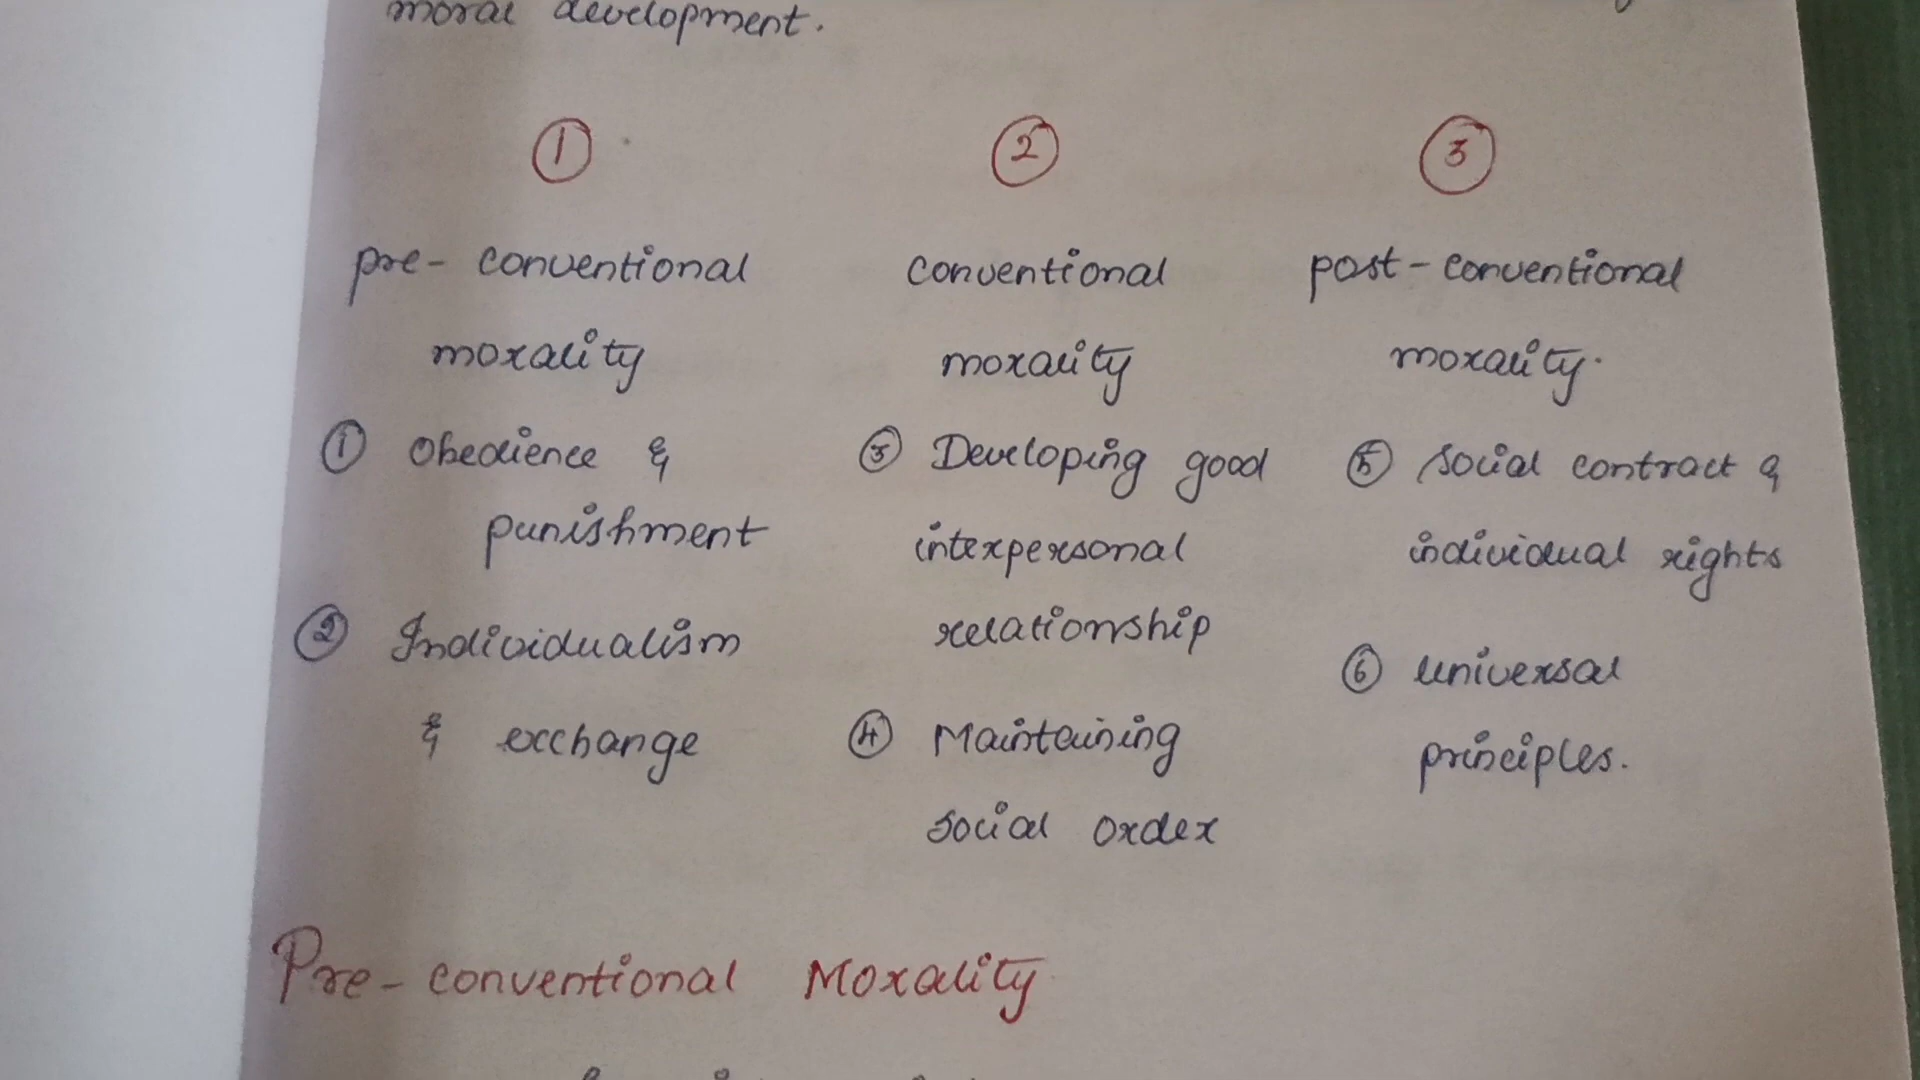 moral development.
① ② ③
pre- conventional conventional post-conventional
morality morality morality.
① Obedience & ③ Developing good ⑤ social contract &
punishment interpersonal individual rights
② Individualism relationship ⑥ universal
& exchange ④ Maintaining principles.
social order
Pre-conventional Morality